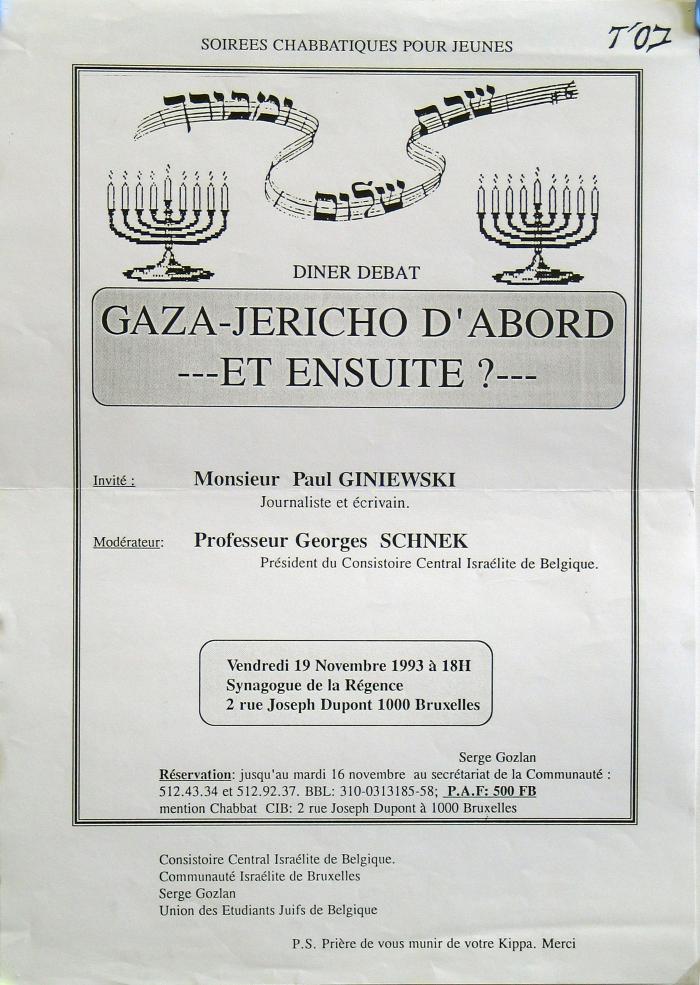 SOIREES CHABBATIQUES POUR JEUNES
DINER DEBAT
GAZA-JERICHO D'ABORD
---ET ENSUITE ?---
Invité : Monsieur Paul GINIEWSKI
Journaliste et écrivain.
Modérateur: Professeur Georges SCHNEK
Président du Consistoire Central Israélite de Belgique.
Vendredi 19 Novembre 1993 à 18H
Synagogue de la Régence
2 rue Joseph Dupont 1000 Bruxelles
Serge Gozlan
Réservation: jusqu'au mardi 16 novembre au secrétariat de la Communauté :
512.43.34 et 512.92.37. BBL: 310-0313185-58; P.A.F: 500 FB
mention Chabbat CIB: 2 rue Joseph Dupont à 1000 Bruxelles
Consistoire Central Israélite de Belgique.
Communauté Israélite de Bruxelles
Serge Gozlan
Union des Etudiants Juifs de Belgique
P.S. Prière de vous munir de votre Kippa. Merci